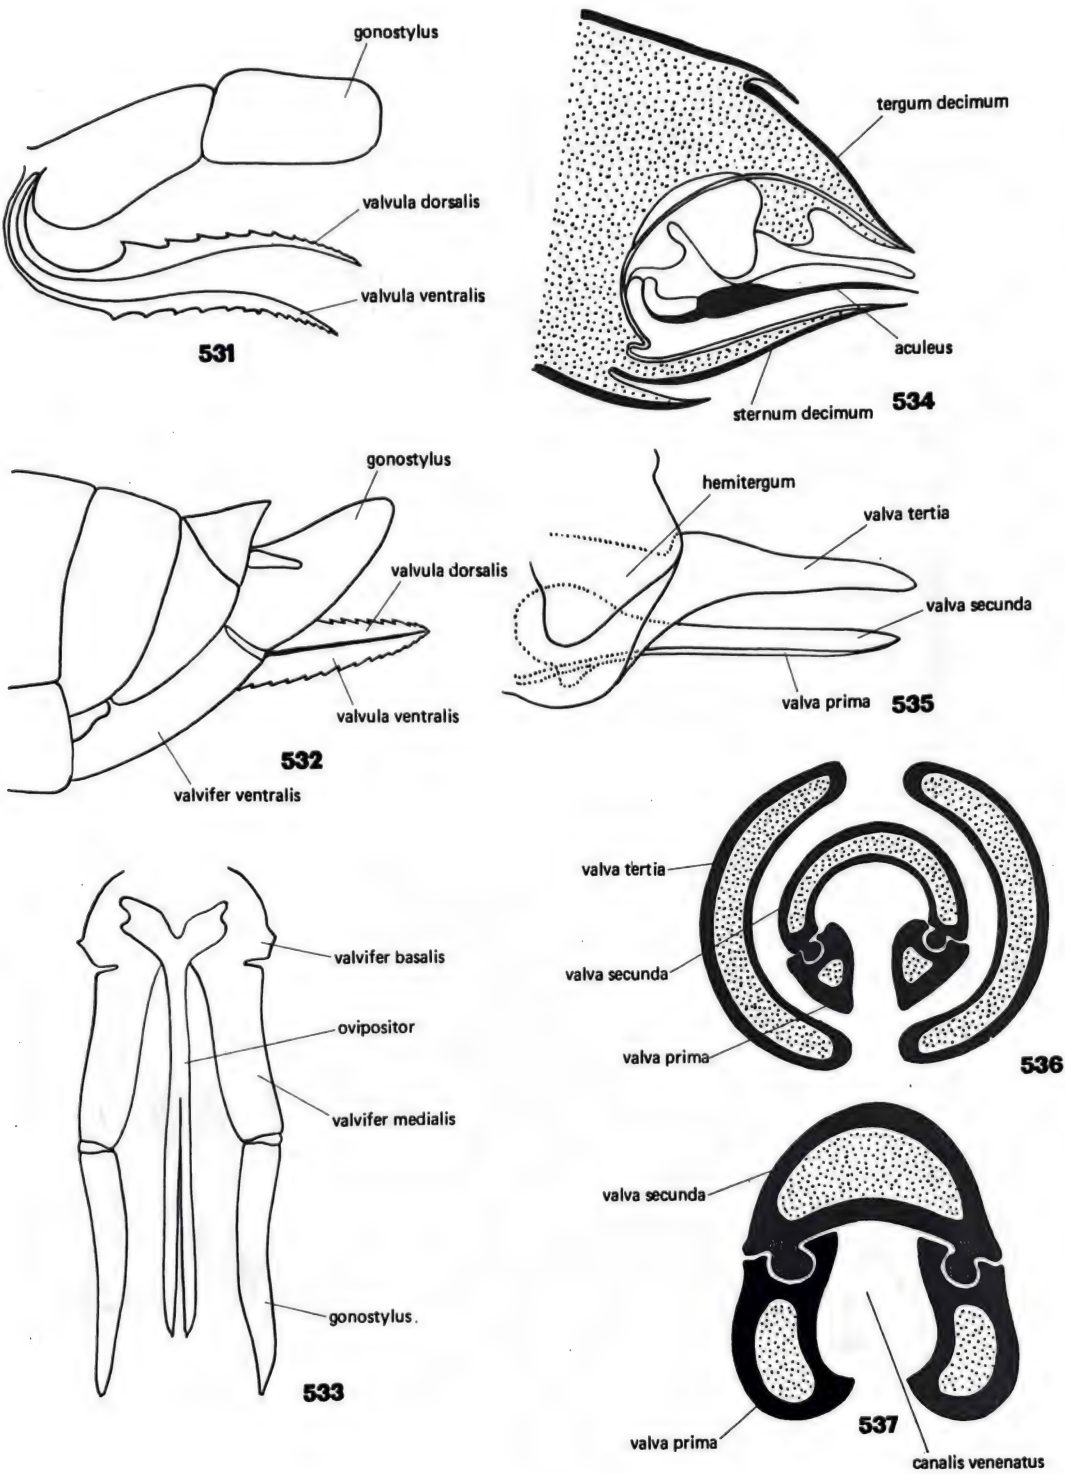 gonostylus
valvula dorsalis
valvula ventralis
531
tergum decimum
aculeus
sternum decimum
534
gonostylus
valvula dorsalis
valvula ventralis
532
valvifer ventralis
hemitergum
valva tertia
valva secunda
valva prima
535
valvifer basalis
ovipositor
valvifer medialis
gonostylus.
533
valva tertia
valva secunda
valva prima
536
valva secunda
537
valva prima
canalis venenatus